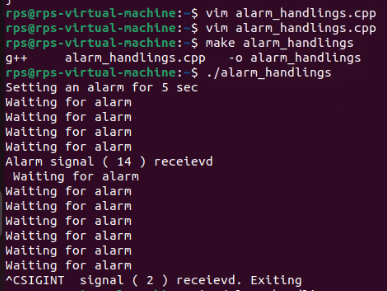 rps@rps-virtual-machine:~$ vim alarm_handlings.cpp
rps@rps-virtual-machine:~$ vim alarm_handlings.cpp
rps@rps-virtual-machine:~$ make alarm_handlings
g++     alarm_handlings.cpp   -o alarm_handlings
rps@rps-virtual-machine:~$ ./alarm_handlings
Setting an alarm for 5 sec
Waiting for alarm
Waiting for alarm
Waiting for alarm
Waiting for alarm
Alarm signal ( 14 ) receievd
 Waiting for alarm
Waiting for alarm
Waiting for alarm
Waiting for alarm
Waiting for alarm
Waiting for alarm
Waiting for alarm
^CSIGINT  signal ( 2 ) receievd. Exiting